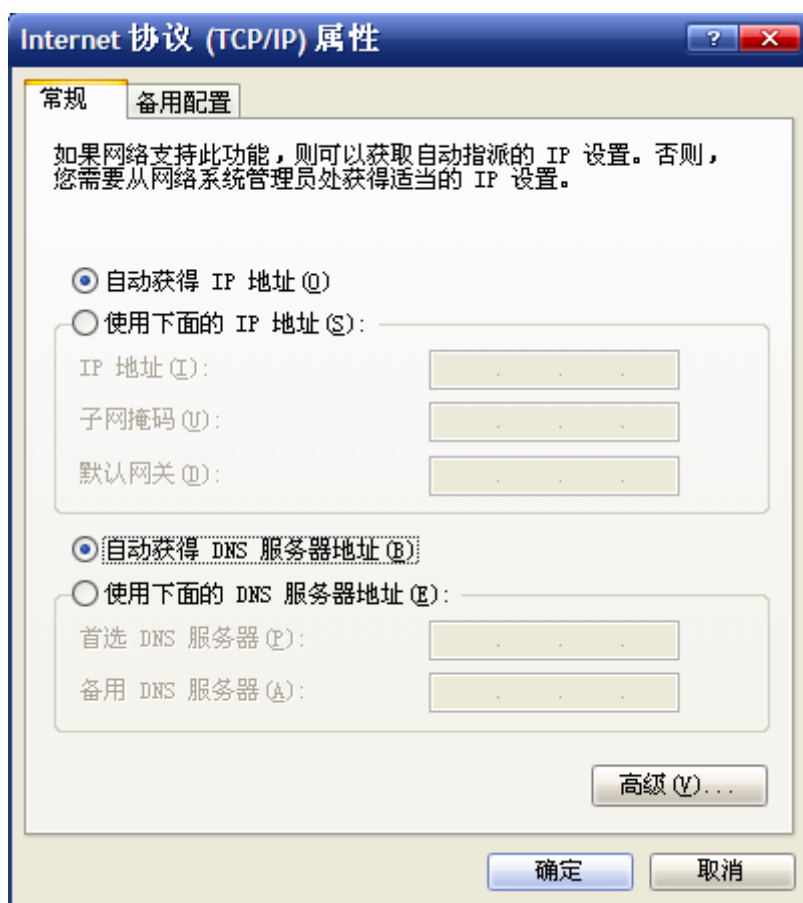 Internet 协议 (TCP/IP) 属性
常规
备用配置
如果网络支持此功能，则可以获取自动指派的 IP 设置。否则，
您需要从网络系统管理员处获得适当的 IP 设置。
自动获得 IP 地址(O)
使用下面的 IP 地址(S):
IP 地址(I):
子网掩码(U):
默认网关(D):
自动获得 DNS 服务器地址(B)
使用下面的 DNS 服务器地址(E):
首选 DNS 服务器(P):
备用 DNS 服务器(A):
高级(V)...
确定
取消